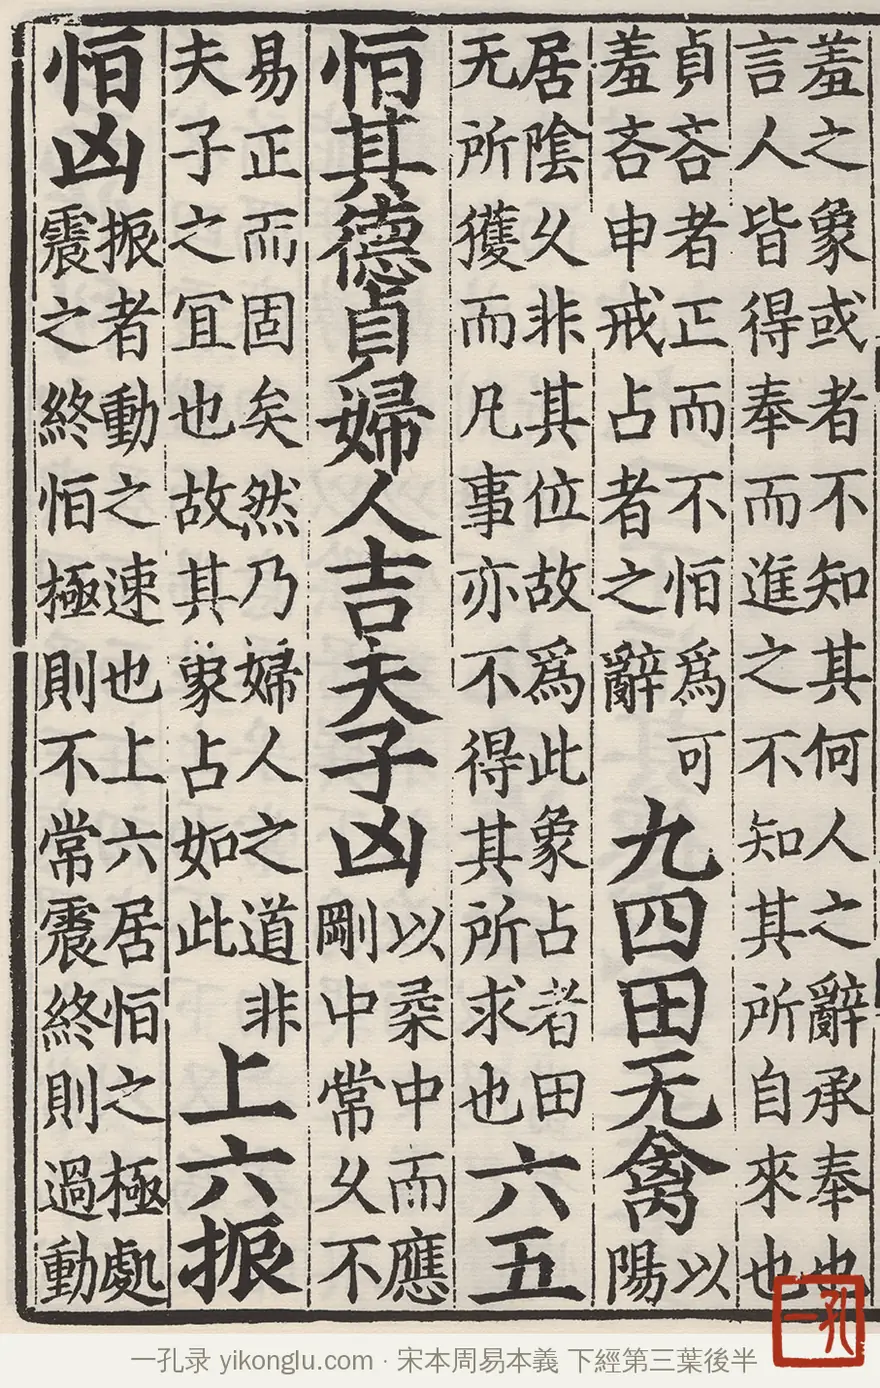 羞之象或者不知其何人之辭承奉也
言人皆得奉而進之不知其所自來也
貞吝者正而不恒爲可
羞吝申戒占者之辭
九四田无禽
以
陽
居陰久非其位故爲此象占者田
无所獲而凡事亦不得其所求也
六五
恒其德貞婦人吉夫子凶
以柔中而應
剛中常久不
易正而固矣然乃婦人之道非
夫子之冝也故其象占如此
上六振
恒凶
振者動之速也上六居恒之極處
震之終恒極則不常震終則過動
一孔
一孔录 yikonglu.com · 宋本周易本義 下經第三葉後半